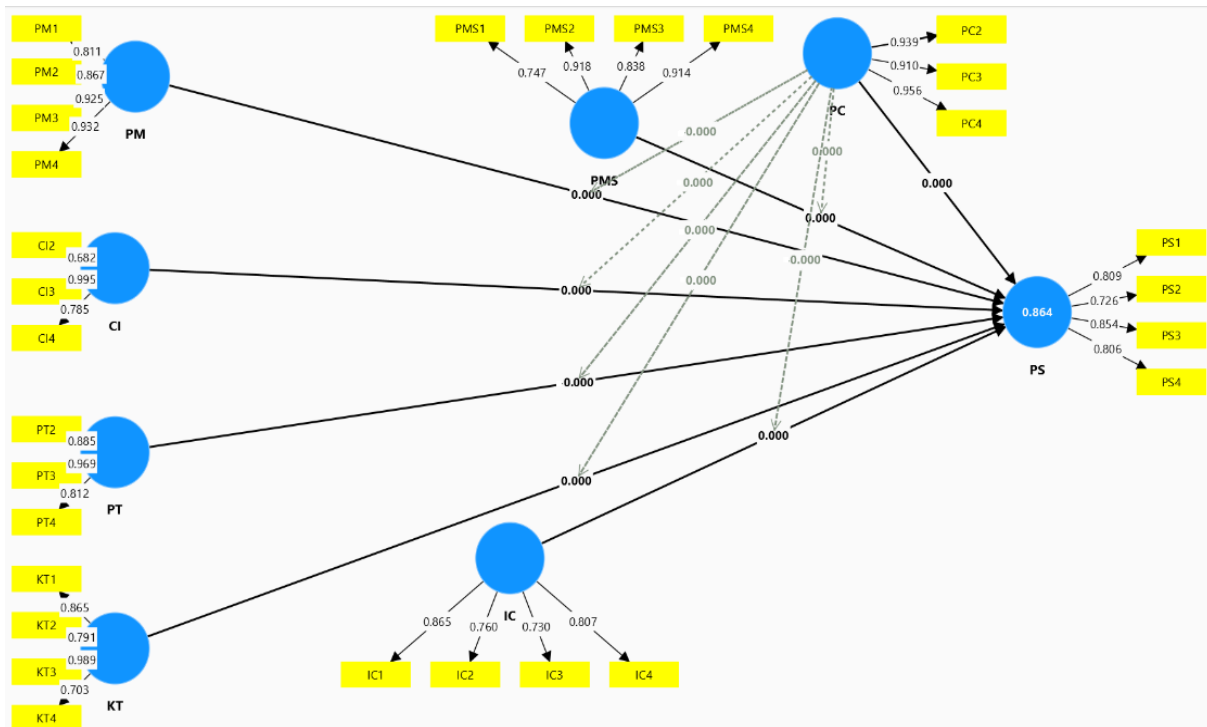 PM1
PM2
PM3
PM4
0.811
0.867
0.925
0.932
PM
PMS1
PMS2
PMS3
PMS4
0.747
0.918
0.838
0.914
PMS
PC
PC2
PC3
PC4
0.939
0.910
0.956
0.000
0.000
0.000
0.000
0.000
0.000
0.000
0.000
0.000
0.000
0.000
0.000
0.000
CI2
CI3
CI4
0.682
0.995
0.785
CI
PT2
PT3
PT4
0.885
0.969
0.812
PT
KT1
KT2
KT3
KT4
0.865
0.791
0.989
0.703
KT
IC
0.865
0.760
0.730
0.807
IC1
IC2
IC3
IC4
0.864
PS
0.809
0.726
0.854
0.806
PS1
PS2
PS3
PS4